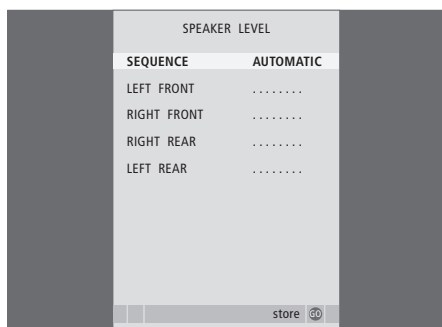 SPEAKER LEVEL
SEQUENCE AUTOMATIC
LEFT FRONT ........
RIGHT FRONT ........
RIGHT REAR ........
LEFT REAR ........
store GO